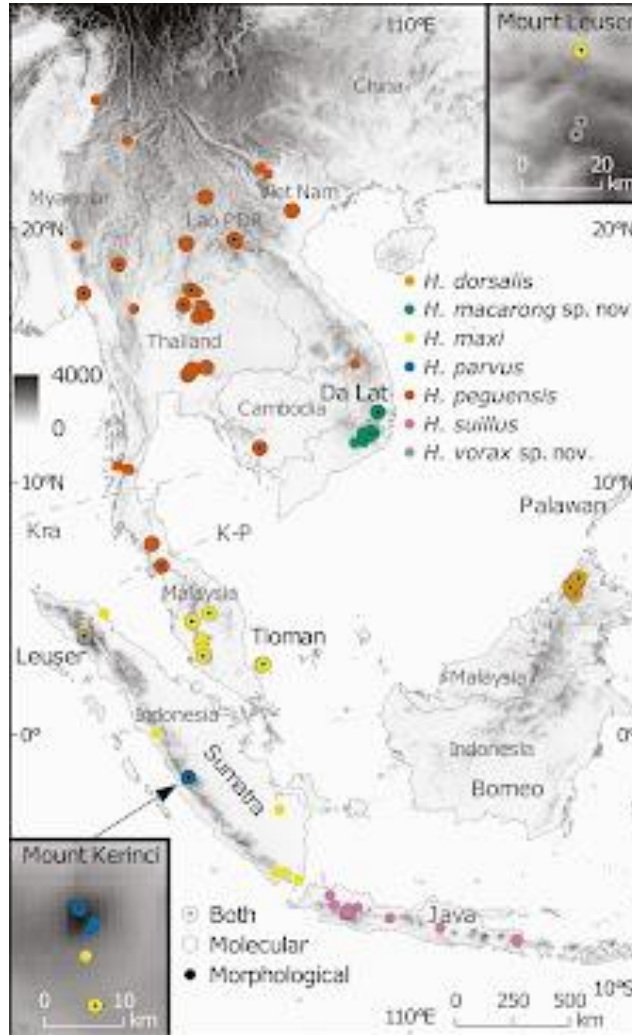 110°E
Mount Leuser
China
0 20
km
Myanmar
Viet Nam
Lao PDR
20°N
20°N
H. dorsalis
H. macarong sp. nov.
H. maxi
H. parvus
H. peguensis
H. suillus
H. vorax sp. nov.
Thailand
4000
0
Da Lat
Cambodia
10°N
10°N
Palawan
Kra
K-P
Malaysia
Tioman
Leuser
Malaysia
Indonesia
0°
0°
Sumatra
Indonesia
Borneo
Mount Kerinci
Both
Molecular
Morphological
Java
0 10
km
10°S
110°E
0 250 500
km